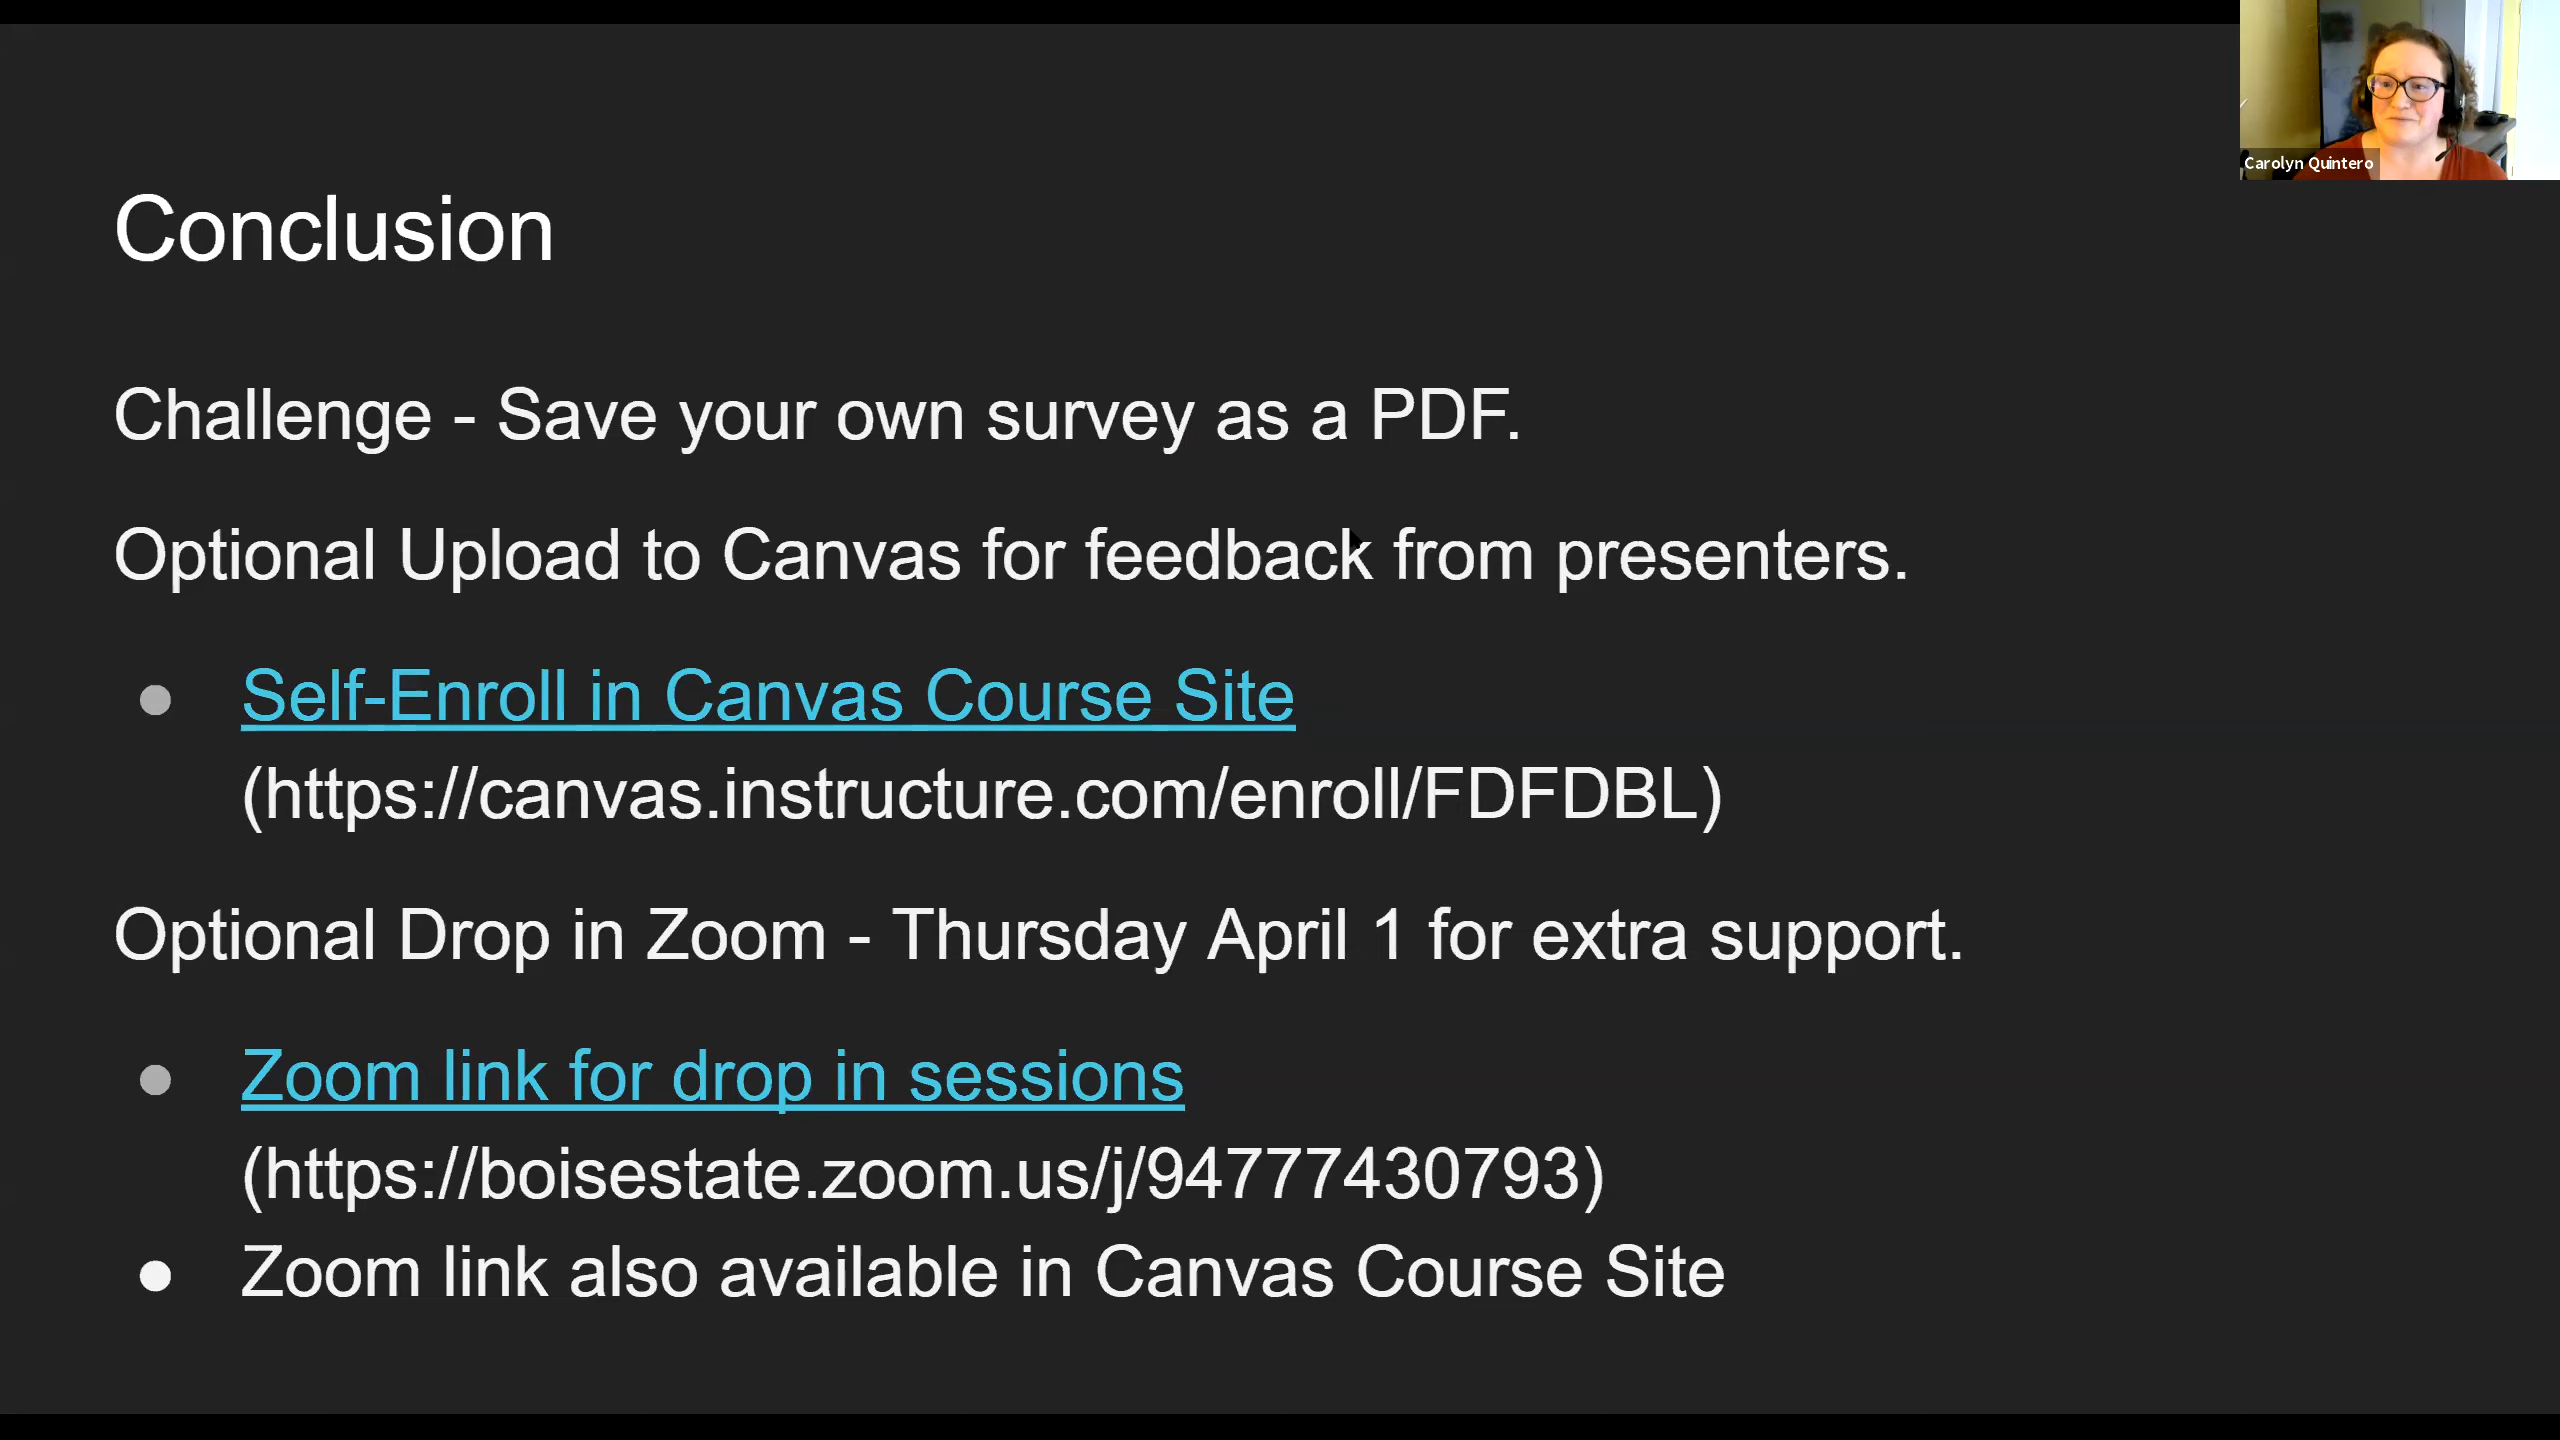 Carolyn Quintero
Conclusion
Challenge - Save your own survey as a PDF.
Optional Upload to Canvas for feedback from presenters.
● Self-Enroll in Canvas Course Site
(https://canvas.instructure.com/enroll/FDFDBL)
Optional Drop in Zoom - Thursday April 1 for extra support.
● Zoom link for drop in sessions
(https://boisestate.zoom.us/j/94777430793)
● Zoom link also available in Canvas Course Site